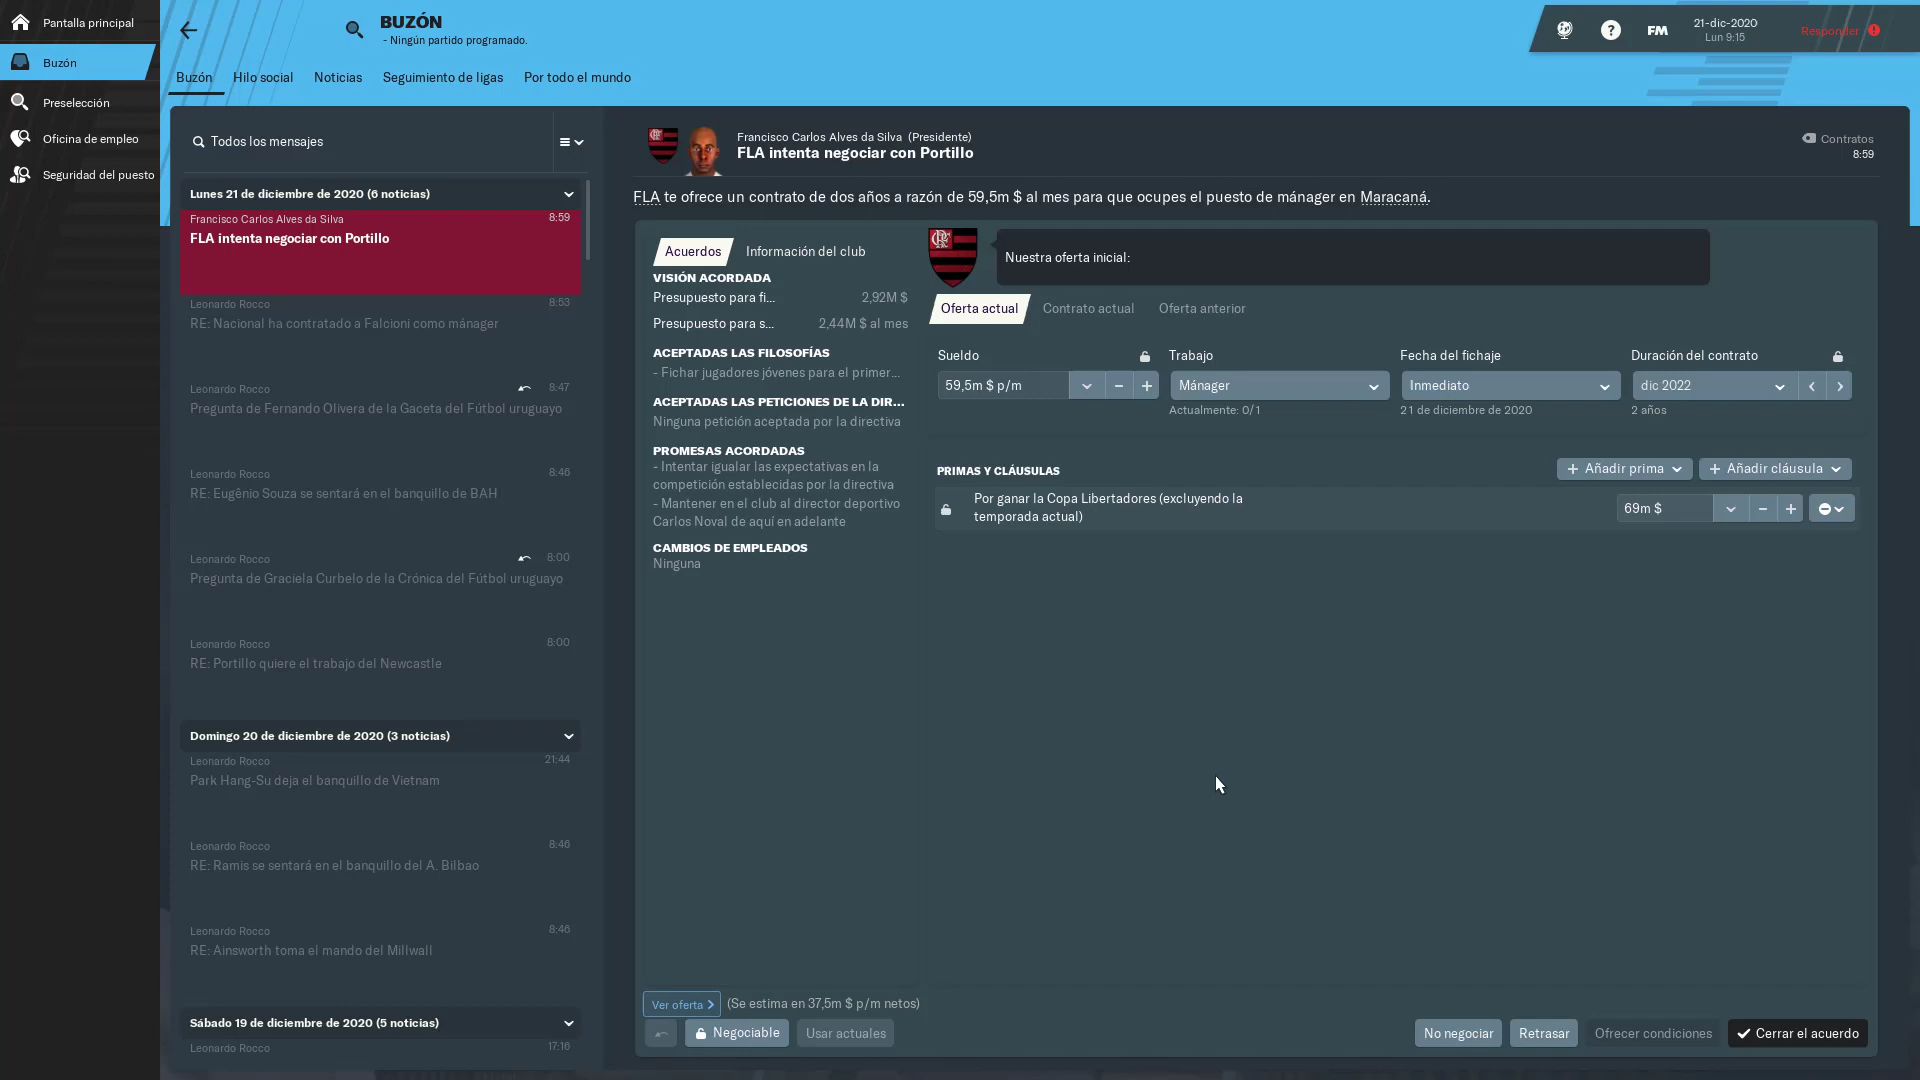 Pantalla principal
Buzón
Preselección
Oficina de empleo
Seguridad del puesto
BUZÓN
- Ningún partido programado.
FM
21-dic-2020
Lun 9:15
Responder
Buzón
Hilo social
Noticias
Seguimiento de ligas
Por todo el mundo
Todos los mensajes
Lunes 21 de diciembre de 2020 (6 noticias)
Francisco Carlos Alves da Silva
8:59
FLA intenta negociar con Portillo
Leonardo Rocco
8:53
RE: Nacional ha contratado a Falcioni como mánager
Leonardo Rocco
8:47
Pregunta de Fernando Olivera de la Gaceta del Fútbol uruguayo
Leonardo Rocco
8:46
RE: Eugênio Souza se sentará en el banquillo de BAH
Leonardo Rocco
8:00
Pregunta de Graciela Curbelo de la Crónica del Fútbol uruguayo
Leonardo Rocco
8:00
RE: Portillo quiere el trabajo del Newcastle
Domingo 20 de diciembre de 2020 (3 noticias)
Leonardo Rocco
21:44
Park Hang-Su deja el banquillo de Vietnam
Leonardo Rocco
8:46
RE: Ramis se sentará en el banquillo del A. Bilbao
Leonardo Rocco
8:46
RE: Ainsworth toma el mando del Millwall
Sábado 19 de diciembre de 2020 (5 noticias)
Leonardo Rocco
17:16
Francisco Carlos Alves da Silva (Presidente)
FLA intenta negociar con Portillo
Contratos
8:59
FLA te ofrece un contrato de dos años a razón de 59,5m $ al mes para que ocupes el puesto de mánager en Maracaná.
Acuerdos
Información del club
VISIÓN ACORDADA
Presupuesto para fi... 2,92M $
Presupuesto para s... 2,44M $ al mes
ACEPTADAS LAS FILOSOFÍAS
- Fichar jugadores jóvenes para el primer...
ACEPTADAS LAS PETICIONES DE LA DIR...
Ninguna petición aceptada por la directiva
PROMESAS ACORDADAS
- Intentar igualar las expectativas en la
competición establecidas por la directiva
- Mantener en el club al director deportivo
Carlos Noval de aquí en adelante
CAMBIOS DE EMPLEADOS
Ninguna
Nuestra oferta inicial:
Oferta actual
Contrato actual
Oferta anterior
Sueldo
59,5m $ p/m
Trabajo
Mánager
Actualmente: 0/1
Fecha del fichaje
Inmediato
21 de diciembre de 2020
Duración del contrato
dic 2022
2 años
PRIMAS Y CLÁUSULAS
Añadir prima
Añadir cláusula
Por ganar la Copa Libertadores (excluyendo la
temporada actual)
69m $
Ver oferta
(Se estima en 37,5m $ p/m netos)
Negociable
Usar actuales
No negociar
Retrasar
Ofrecer condiciones
Cerrar el acuerdo